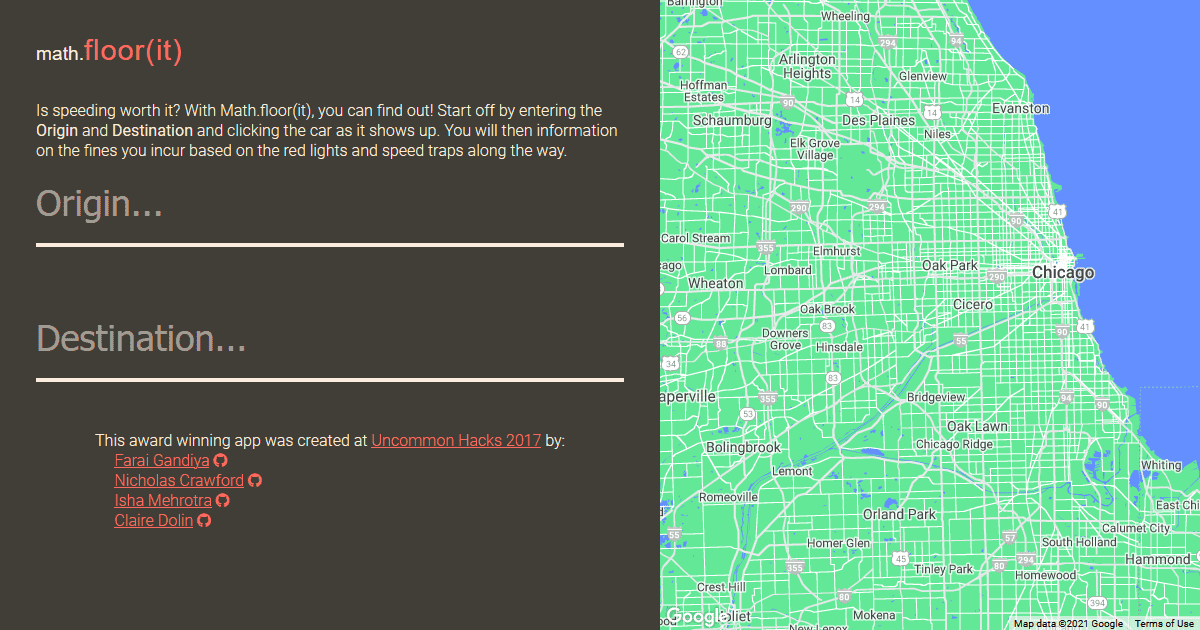 math.floor(it)
Is speeding worth it? With Math.floor(it), you can find out! Start off by entering the
Origin and Destination and clicking the car as it shows up. You will then information
on the fines you incur based on the red lights and speed traps along the way.
Origin...
Destination...
This award winning app was created at Uncommon Hacks 2017 by:
Farai Gandiya
Nicholas Crawford
Isha Mehrotra
Claire Dolin
Barrington
Wheeling
94
294
62
Arlington
Heights
Glenview
Hoffman
Estates
90
14
Evanston
Schaumburg
Des Plaines
14
Niles
Elk Grove
Village
290
294
41
90
Carol Stream
355
Elmhurst
cago
Lombard
Oak Park
290
Chicago
Wheaton
Oak Brook
Cicero
56
83
Downers
Grove
90
41
88
Hinsdale
55
34
83
aperville
355
Bridgeview
94
90
53
Oak Lawn
Bolingbrook
Chicago Ridge
Lemont
Whiting
Romeoville
East Chi
Orland Park
55
57
Calumet City
Homer Glen
South Holland
45
294
Hammond
355
Tinley Park
80
Homewood
Crest Hill
80
394
Google
Joliet
Mokena
New Lenox
Map data ©2021 Google
Terms of Use